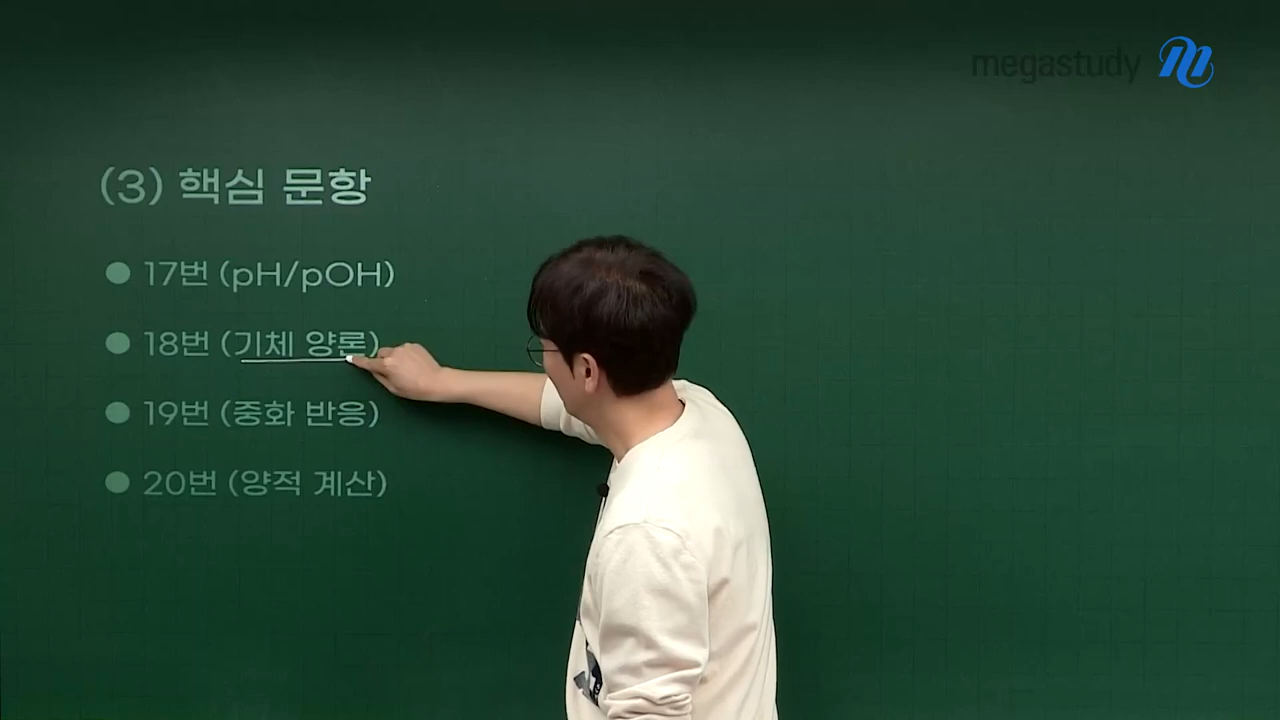 megastudy
(3) 핵심 문항
● 17번 (pH/pOH)
● 18번 (기체 양론)
● 19번 (중화 반응)
● 20번 (양적 계산)